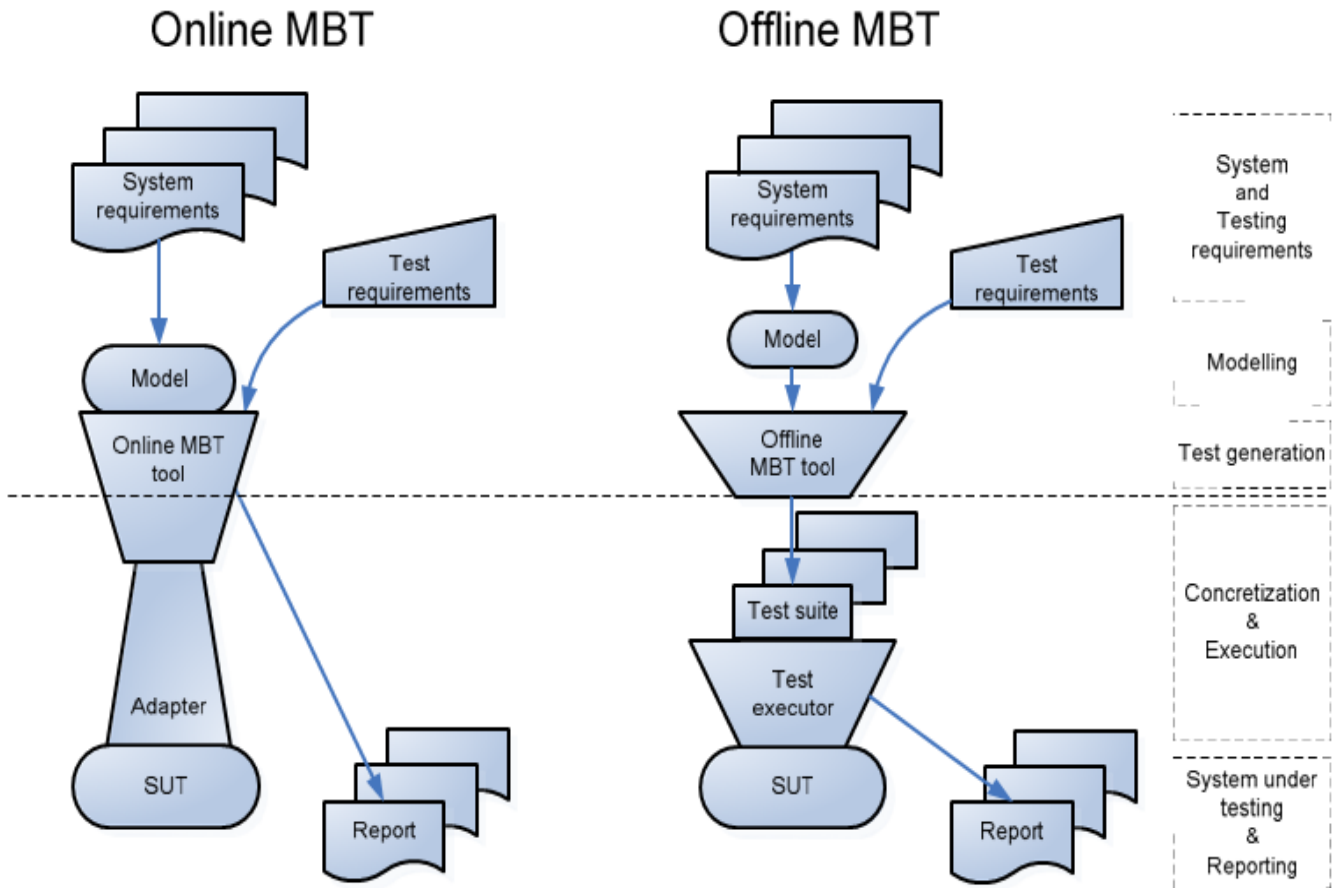 Online MBT
System
requirements
Test
requirements
Model
Online MBT
tool
Adapter
SUT
Report
Offline MBT
System
requirements
Test
requirements
Model
Offline
MBT tool
Test suite
Test
executor
SUT
Report
System
and
Testing
requirements
Modelling
Test generation
Concretization
&
Execution
System under
testing
&
Reporting